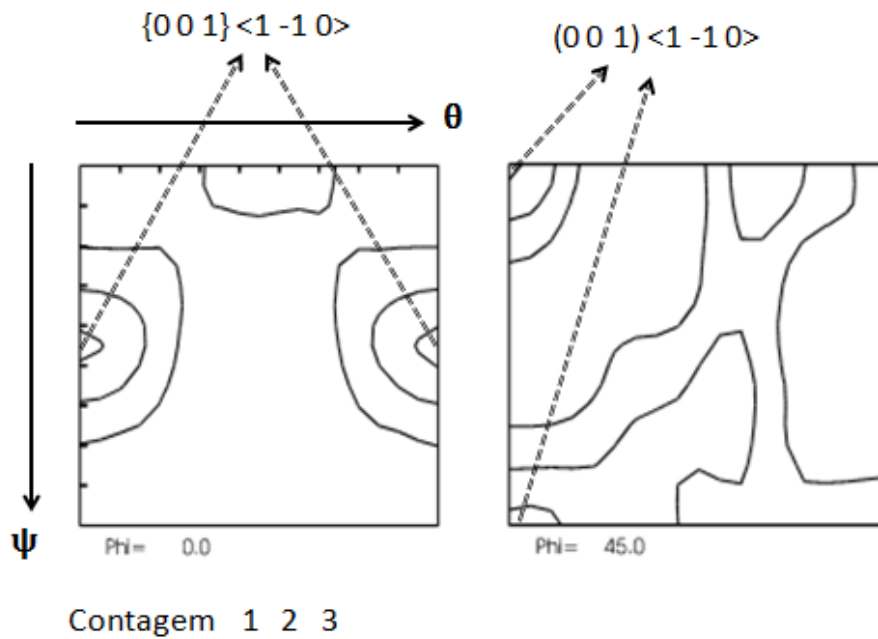 {0 0 1} <1 -1 0>
(0 0 1) <1 -1 0>
θ
ψ
Phi= 0.0
Phi= 45.0
Contagem 1 2 3